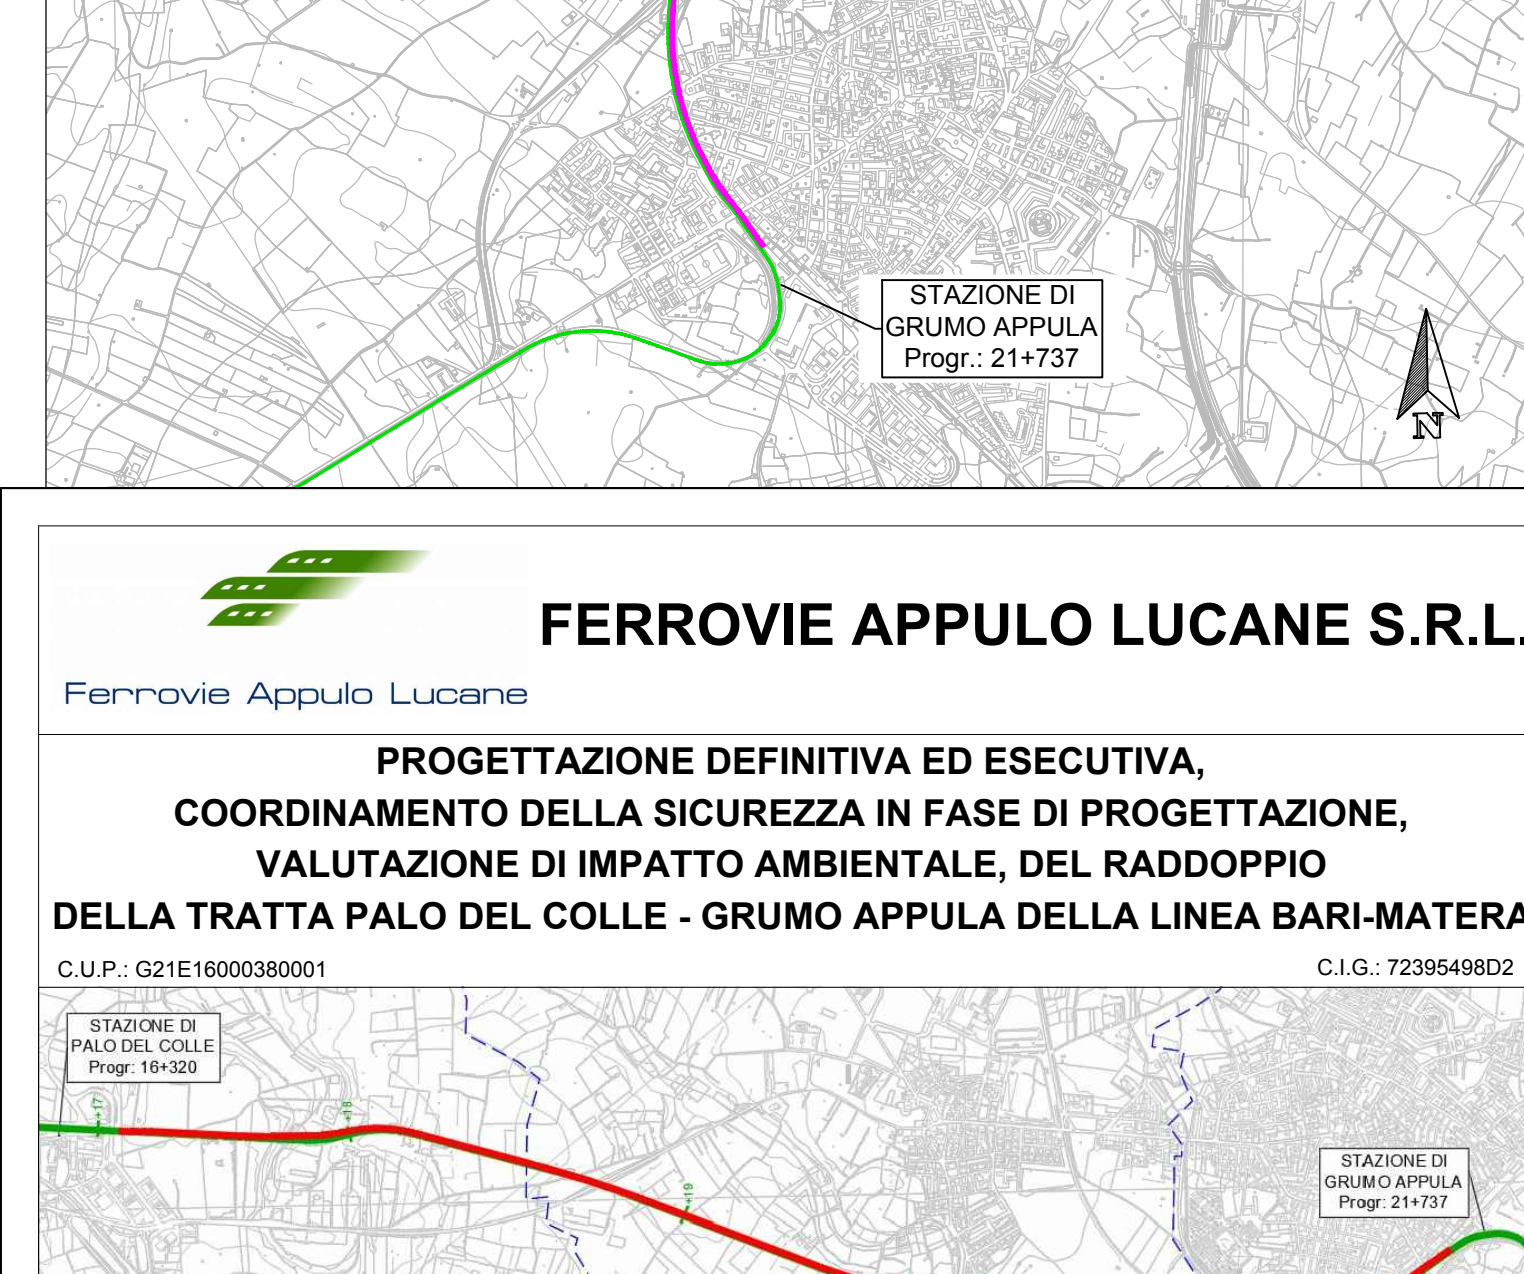 STAZIONE DI
GRUMO APPULA
Progr.: 21+737
N
FERROVIE APPULO LUCANE S.R.L.
Ferrovie Appulo Lucane
PROGETTAZIONE DEFINITIVA ED ESECUTIVA,
COORDINAMENTO DELLA SICUREZZA IN FASE DI PROGETTAZIONE,
VALUTAZIONE DI IMPATTO AMBIENTALE, DEL RADDOPPIO
DELLA TRATTA PALO DEL COLLE - GRUMO APPULA DELLA LINEA BARI-MATERA
C.U.P.: G21E16000380001
C.I.G.: 72395498D2
STAZIONE DI
PALO DEL COLLE
Progr: 16+320
+17
+18
+19
STAZIONE DI
GRUMO APPULA
Progr: 21+737